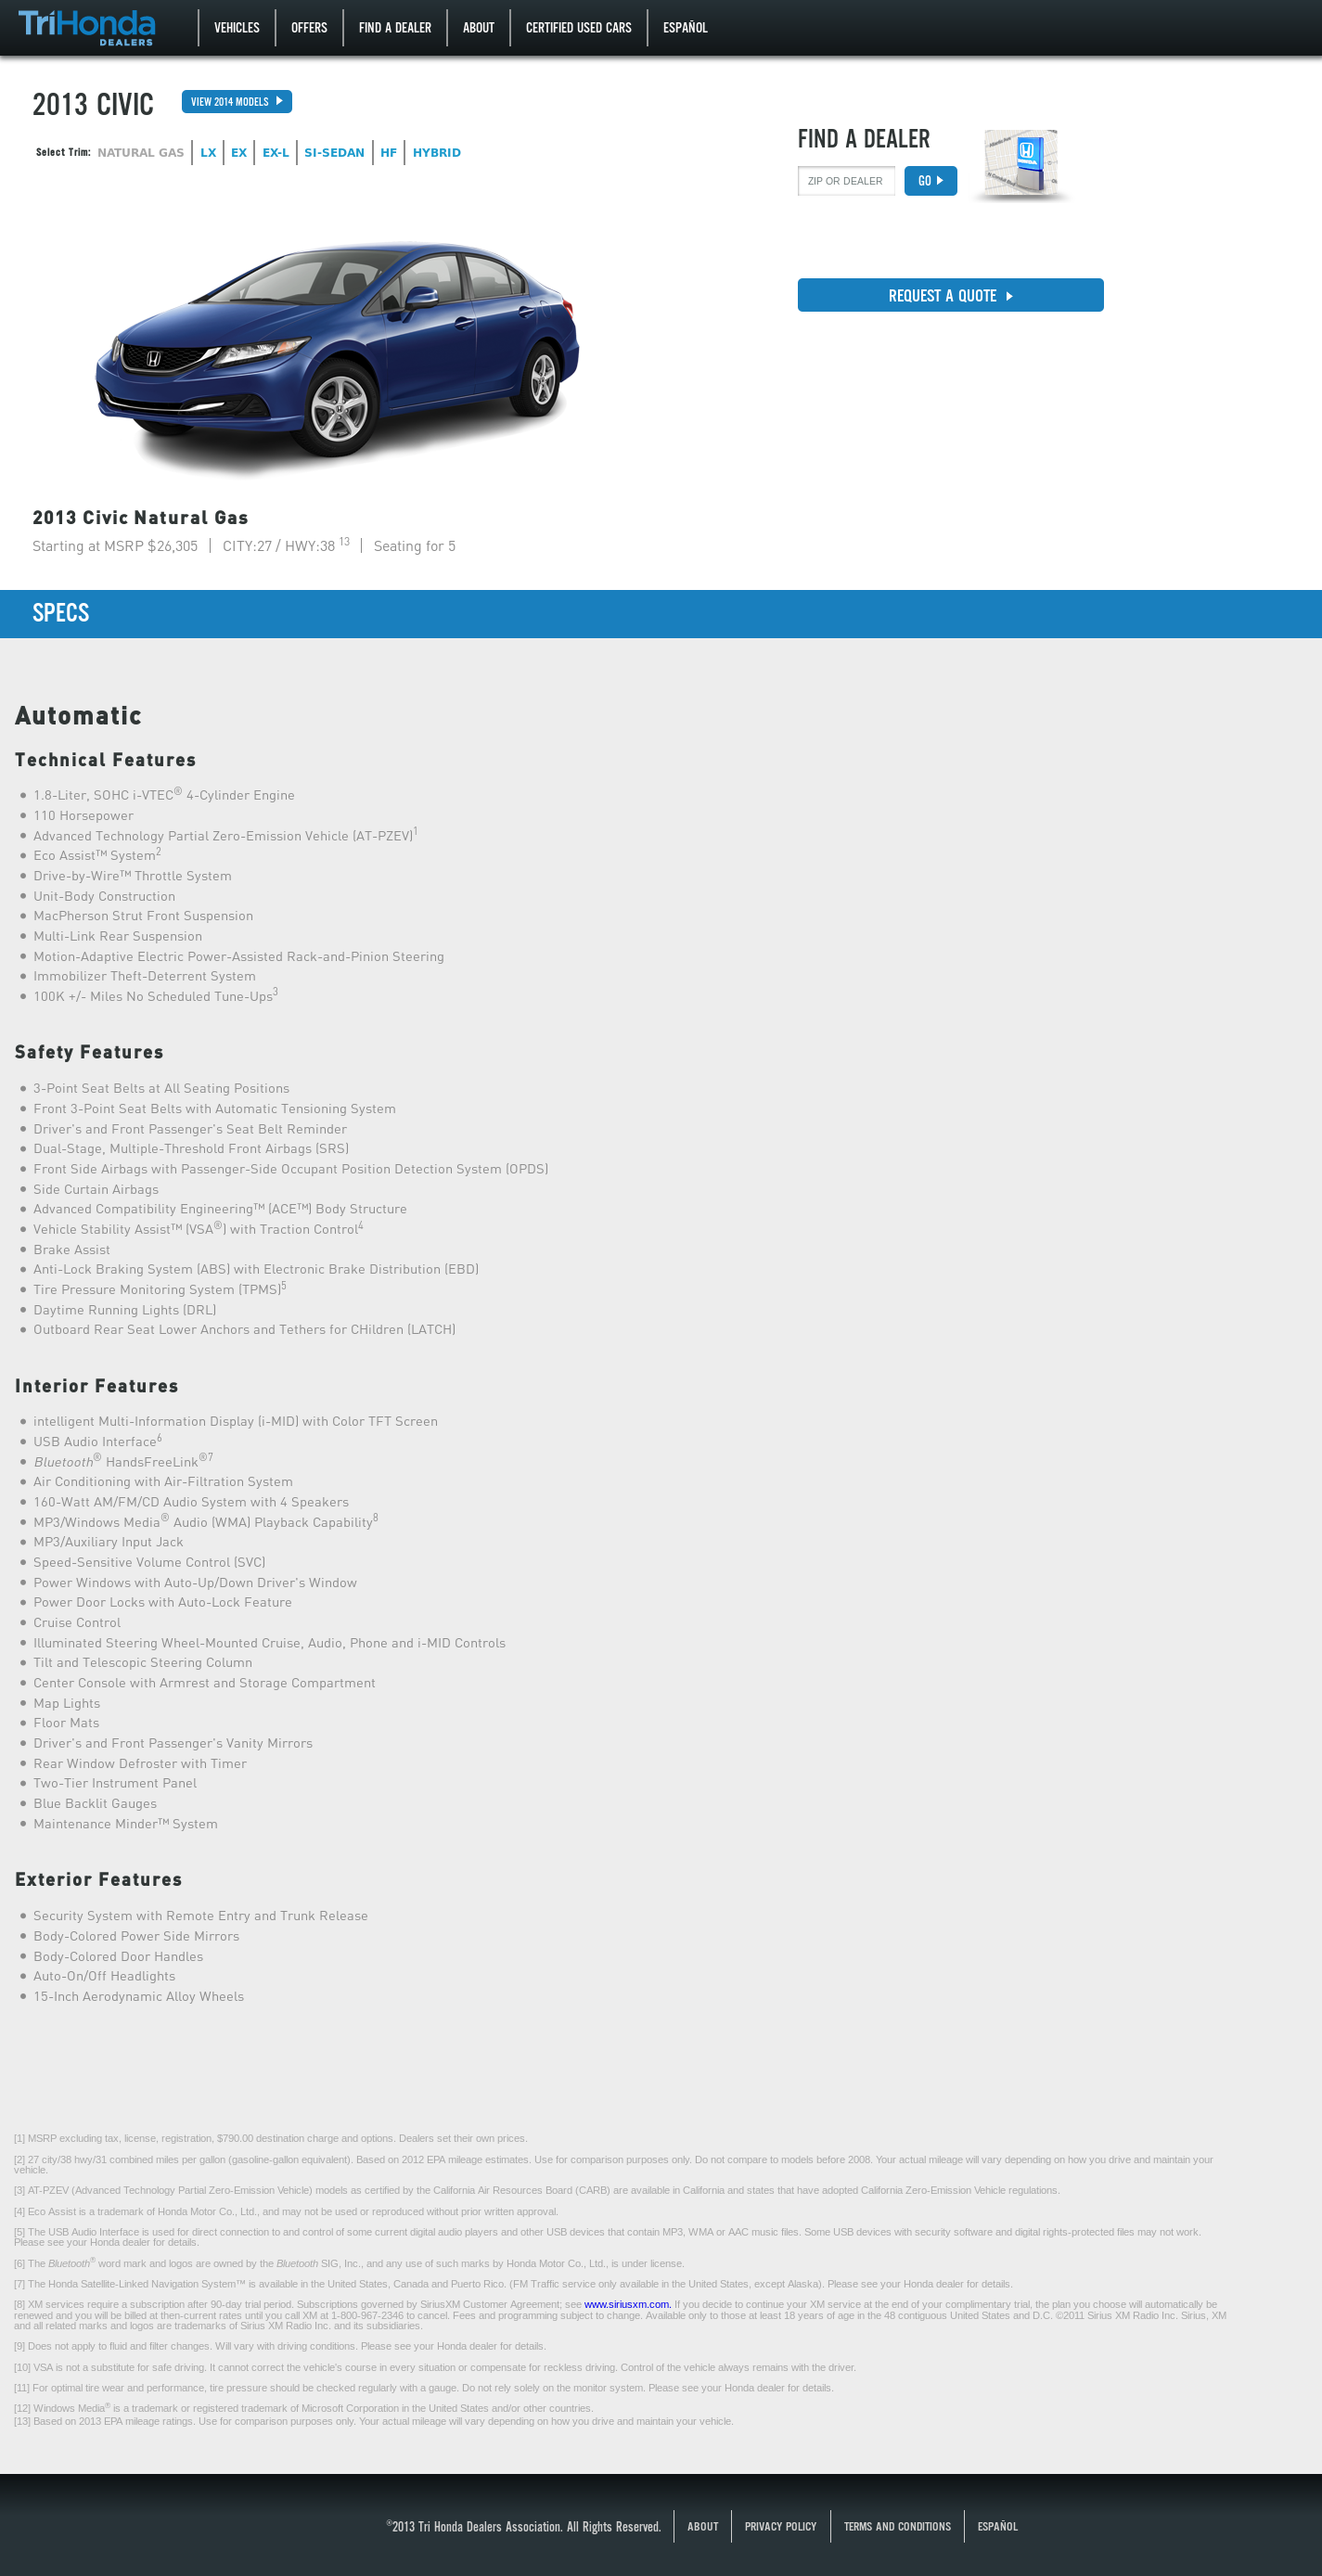 TriHonda
DEALERS
VEHICLES
OFFERS
FIND A DEALER
ABOUT
CERTIFIED USED CARS
ESPAÑOL
2013 CIVIC
VIEW 2014 MODELS
Select Trim: NATURAL GAS LX EX EX-L SI-SEDAN HF HYBRID
FIND A DEALER
ZIP OR DEALER
GO
REQUEST A QUOTE
2013 Civic Natural Gas
Starting at MSRP $26,305 | CITY:27 / HWY:38 13 | Seating for 5
SPECS
Automatic
Technical Features
1.8-Liter, SOHC i-VTEC® 4-Cylinder Engine
110 Horsepower
Advanced Technology Partial Zero-Emission Vehicle (AT-PZEV)1
Eco Assist™ System2
Drive-by-Wire™ Throttle System
Unit-Body Construction
MacPherson Strut Front Suspension
Multi-Link Rear Suspension
Motion-Adaptive Electric Power-Assisted Rack-and-Pinion Steering
Immobilizer Theft-Deterrent System
100K +/- Miles No Scheduled Tune-Ups3
Safety Features
3-Point Seat Belts at All Seating Positions
Front 3-Point Seat Belts with Automatic Tensioning System
Driver's and Front Passenger's Seat Belt Reminder
Dual-Stage, Multiple-Threshold Front Airbags (SRS)
Front Side Airbags with Passenger-Side Occupant Position Detection System (OPDS)
Side Curtain Airbags
Advanced Compatibility Engineering™ (ACE™) Body Structure
Vehicle Stability Assist™ (VSA®) with Traction Control4
Brake Assist
Anti-Lock Braking System (ABS) with Electronic Brake Distribution (EBD)
Tire Pressure Monitoring System (TPMS)5
Daytime Running Lights (DRL)
Outboard Rear Seat Lower Anchors and Tethers for CHildren (LATCH)
Interior Features
intelligent Multi-Information Display (i-MID) with Color TFT Screen
USB Audio Interface6
Bluetooth® HandsFreeLink®7
Air Conditioning with Air-Filtration System
160-Watt AM/FM/CD Audio System with 4 Speakers
MP3/Windows Media® Audio (WMA) Playback Capability8
MP3/Auxiliary Input Jack
Speed-Sensitive Volume Control (SVC)
Power Windows with Auto-Up/Down Driver's Window
Power Door Locks with Auto-Lock Feature
Cruise Control
Illuminated Steering Wheel-Mounted Cruise, Audio, Phone and i-MID Controls
Tilt and Telescopic Steering Column
Center Console with Armrest and Storage Compartment
Map Lights
Floor Mats
Driver's and Front Passenger's Vanity Mirrors
Rear Window Defroster with Timer
Two-Tier Instrument Panel
Blue Backlit Gauges
Maintenance Minder™ System
Exterior Features
Security System with Remote Entry and Trunk Release
Body-Colored Power Side Mirrors
Body-Colored Door Handles
Auto-On/Off Headlights
15-Inch Aerodynamic Alloy Wheels
[1] MSRP excluding tax, license, registration, $790.00 destination charge and options. Dealers set their own prices.
[2] 27 city/38 hwy/31 combined miles per gallon (gasoline-gallon equivalent). Based on 2012 EPA mileage estimates. Use for comparison purposes only. Do not compare to models before 2008. Your actual mileage will vary depending on how you drive and maintain your
vehicle.
[3] AT-PZEV (Advanced Technology Partial Zero-Emission Vehicle) models as certified by the California Air Resources Board (CARB) are available in California and states that have adopted California Zero-Emission Vehicle regulations.
[4] Eco Assist is a trademark of Honda Motor Co., Ltd., and may not be used or reproduced without prior written approval.
[5] The USB Audio Interface is used for direct connection to and control of some current digital audio players and other USB devices that contain MP3, WMA or AAC music files. Some USB devices with security software and digital rights-protected files may not work.
Please see your Honda dealer for details.
[6] The Bluetooth® word mark and logos are owned by the Bluetooth SIG, Inc., and any use of such marks by Honda Motor Co., Ltd., is under license.
[7] The Honda Satellite-Linked Navigation System™ is available in the United States, Canada and Puerto Rico. (FM Traffic service only available in the United States, except Alaska). Please see your Honda dealer for details.
[8] XM services require a subscription after 90-day trial period. Subscriptions governed by SiriusXM Customer Agreement; see www.siriusxm.com. If you decide to continue your XM service at the end of your complimentary trial, the plan you choose will automatically be
renewed and you will be billed at then-current rates until you call XM at 1-800-967-2346 to cancel. Fees and programming subject to change. Available only to those at least 18 years of age in the 48 contiguous United States and D.C. ©2011 Sirius XM Radio Inc. Sirius, XM
and all related marks and logos are trademarks of Sirius XM Radio Inc. and its subsidiaries.
[9] Does not apply to fluid and filter changes. Will vary with driving conditions. Please see your Honda dealer for details.
[10] VSA is not a substitute for safe driving. It cannot correct the vehicle's course in every situation or compensate for reckless driving. Control of the vehicle always remains with the driver.
[11] For optimal tire wear and performance, tire pressure should be checked regularly with a gauge. Do not rely solely on the monitor system. Please see your Honda dealer for details.
[12] Windows Media® is a trademark or registered trademark of Microsoft Corporation in the United States and/or other countries.
[13] Based on 2013 EPA mileage ratings. Use for comparison purposes only. Your actual mileage will vary depending on how you drive and maintain your vehicle.
®2013 Tri Honda Dealers Association. All Rights Reserved.
ABOUT
PRIVACY POLICY
TERMS AND CONDITIONS
ESPAÑOL